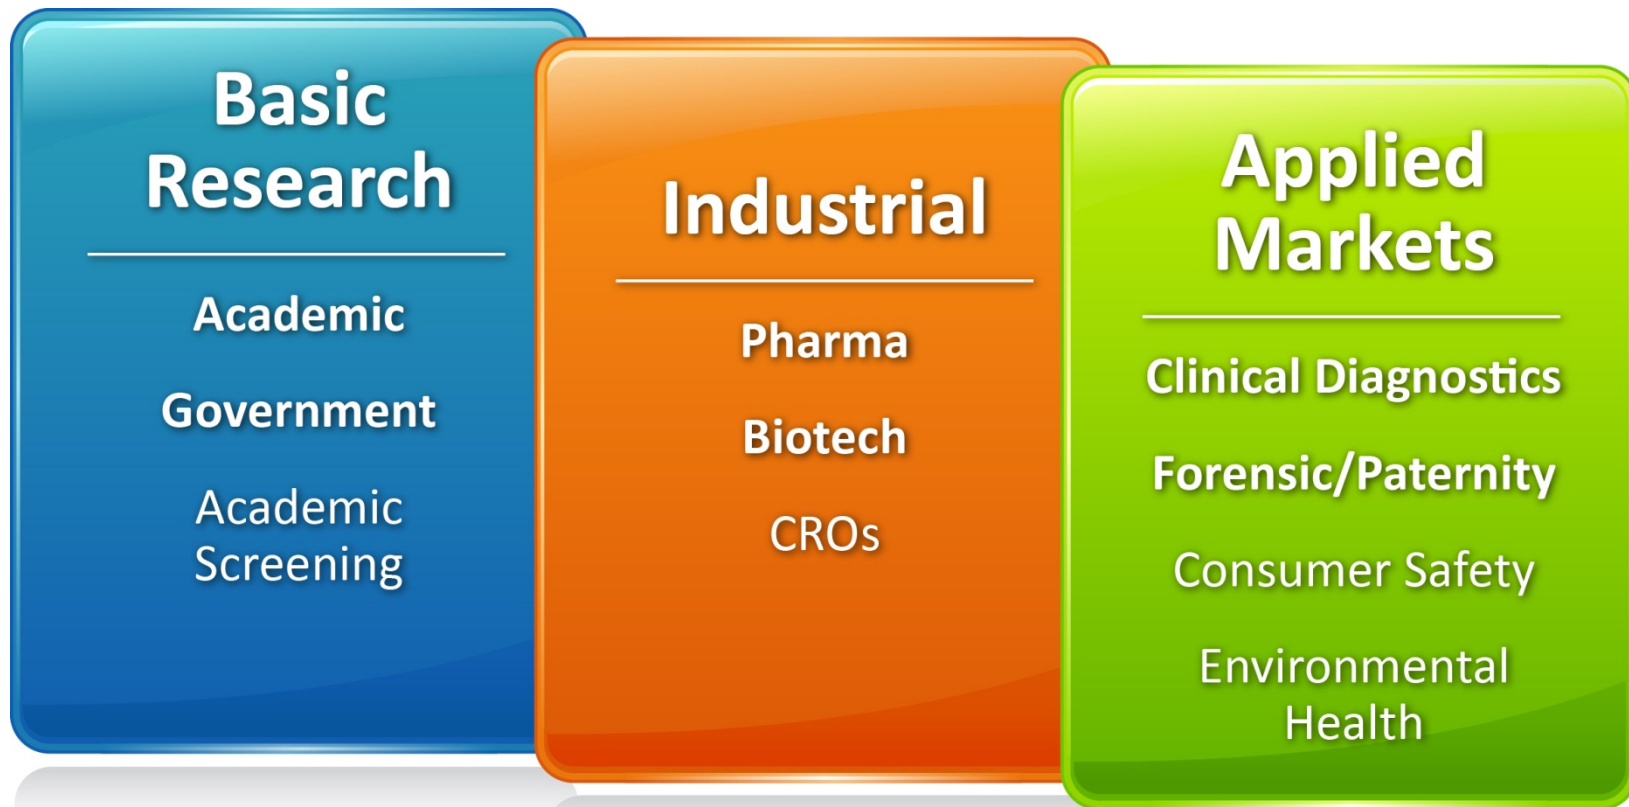 Basic
Research
Academic
Government
Academic
Screening
Industrial
Pharma
Biotech
CROs
Applied
Markets
Clinical Diagnostics
Forensic/Paternity
Consumer Safety
Environmental
Health